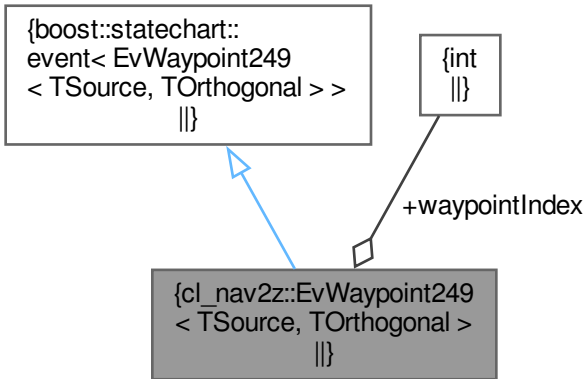 {boost::statechart::
event< EvWaypoint249
< TSource, TOrthogonal > >
||}
{int
||}
+waypointIndex
{cl_nav2z::EvWaypoint249
< TSource, TOrthogonal >
||}